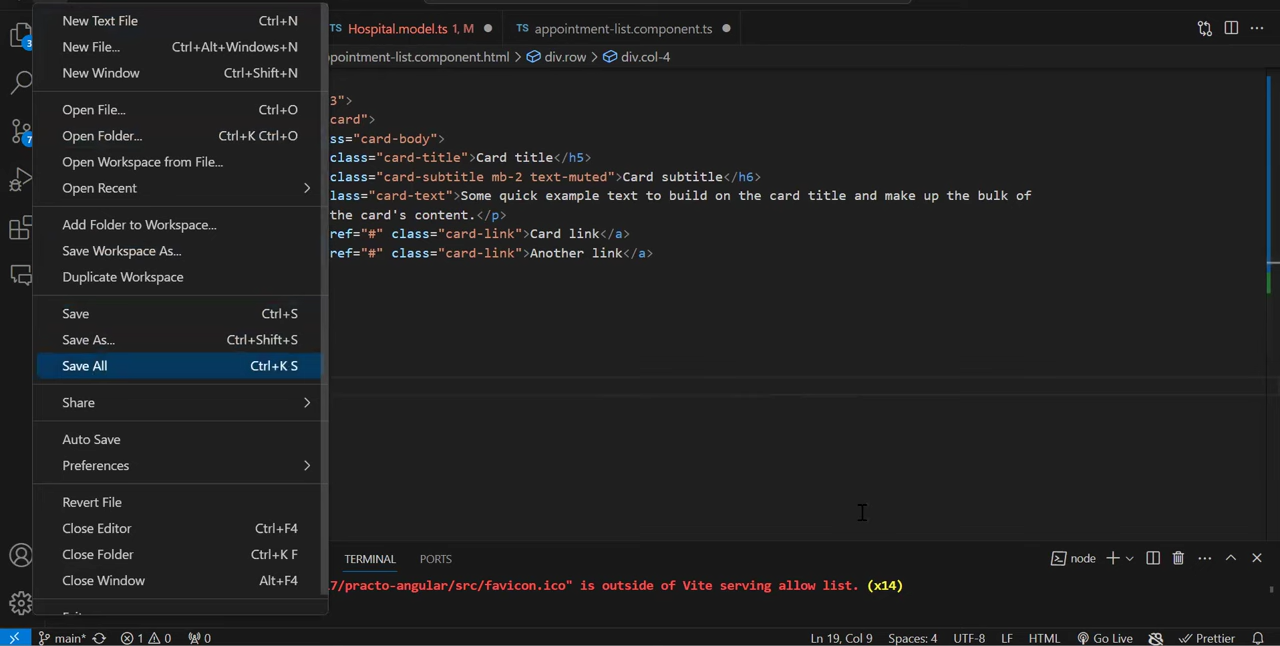 New Text File Ctrl+N
New File... Ctrl+Alt+Windows+N
New Window Ctrl+Shift+N
Open File... Ctrl+O
Open Folder... Ctrl+K Ctrl+O
Open Workspace from File...
Open Recent
Add Folder to Workspace...
Save Workspace As...
Duplicate Workspace
Save Ctrl+S
Save As... Ctrl+Shift+S
Save All Ctrl+K S
Share
Auto Save
Preferences
Revert File
Close Editor Ctrl+F4
Close Folder Ctrl+K F
Close Window Alt+F4
3
7
TS Hospital.model.ts 1, M
TS appointment-list.component.ts
pointment-list.component.html > div.row > div.col-4
3">
card">
ss="card-body">
class="card-title">Card title</h5>
class="card-subtitle mb-2 text-muted">Card subtitle</h6>
lass="card-text">Some quick example text to build on the card title and make up the bulk of
the card's content.</p>
ref="#" class="card-link">Card link</a>
ref="#" class="card-link">Another link</a>
TERMINAL PORTS
node
7/practo-angular/src/favicon.ico" is outside of Vite serving allow list. (x14)
main* 1 0 0
Ln 19, Col 9 Spaces: 4 UTF-8 LF HTML Go Live Prettier